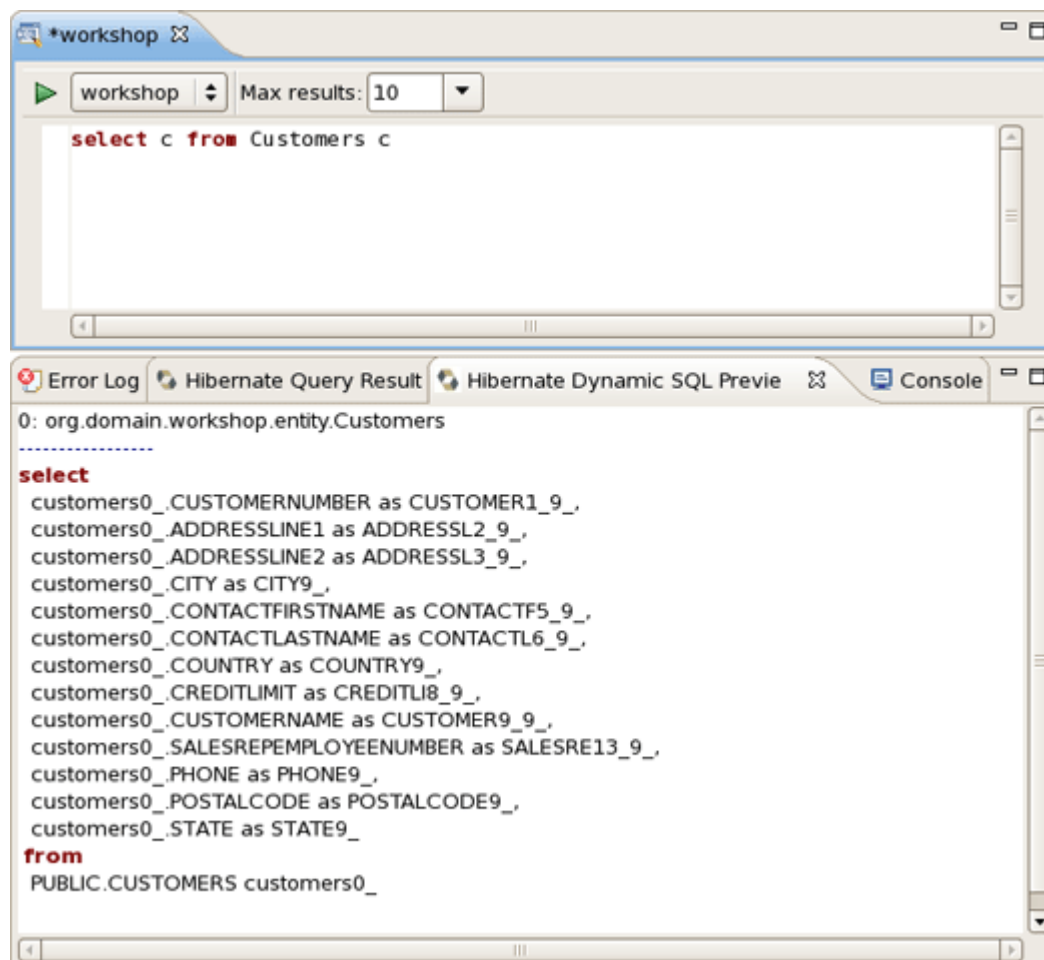 *workshop
workshop Max results: 10
select c from Customers c
Error Log Hibernate Query Result Hibernate Dynamic SQL Previe Console
0: org.domain.workshop.entity.Customers
-----------------
select
customers0_.CUSTOMERNUMBER as CUSTOMER1_9_,
customers0_.ADDRESSLINE1 as ADDRESSL2_9_,
customers0_.ADDRESSLINE2 as ADDRESSL3_9_,
customers0_.CITY as CITY9_,
customers0_.CONTACTFIRSTNAME as CONTACTF5_9_,
customers0_.CONTACTLASTNAME as CONTACTL6_9_,
customers0_.COUNTRY as COUNTRY9_,
customers0_.CREDITLIMIT as CREDITLI8_9_,
customers0_.CUSTOMERNAME as CUSTOMER9_9_,
customers0_.SALESREPEMPLOYEENUMBER as SALESRE13_9_,
customers0_.PHONE as PHONE9_,
customers0_.POSTALCODE as POSTALCODE9_,
customers0_.STATE as STATE9_
from
PUBLIC.CUSTOMERS customers0_